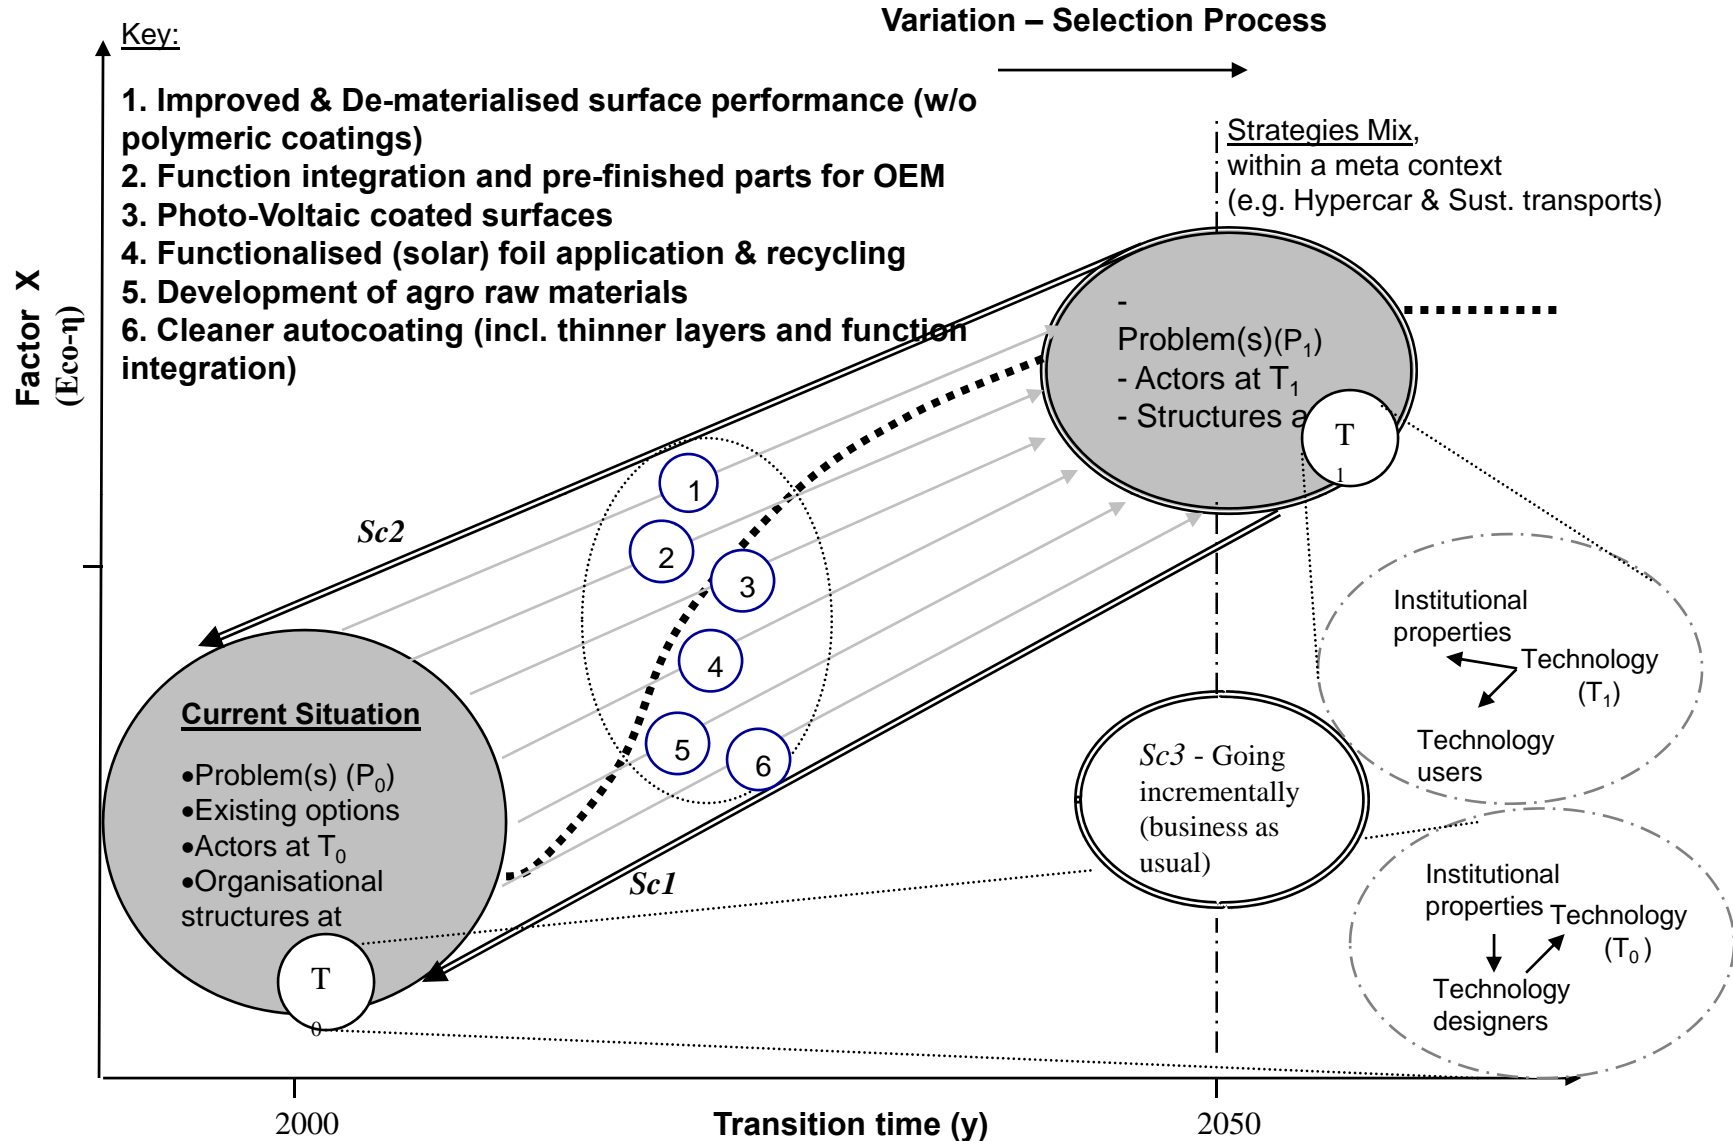 Variation – Selection Process
Key:
1. Improved & De-materialised surface performance (w/o
polymeric coatings)
2. Function integration and pre-finished parts for OEM
3. Photo-Voltaic coated surfaces
4. Functionalised (solar) foil application & recycling
5. Development of agro raw materials
6. Cleaner autocoating (incl. thinner layers and function
integration)
Strategies Mix,
within a meta context
(e.g. Hypercar & Sust. transports)
Factor X
(Eco-η)
-
Problem(s)(P1)
- Actors at T1
- Structures a
T
1
Sc2
1
2
3
4
5
6
Sc1
Current Situation
•Problem(s) (P0)
•Existing options
•Actors at T0
•Organisational
structures at
T
0
Sc3 - Going
incrementally
(business as
usual)
Institutional
properties
Technology
(T1)
Technology
users
Institutional
properties
Technology
(T0)
Technology
designers
2000
Transition time (y)
2050